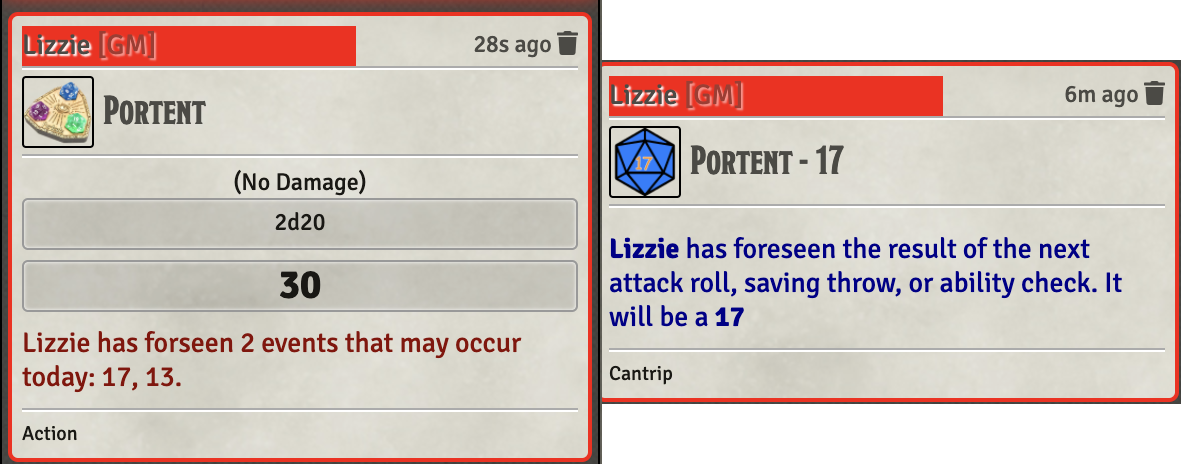 Lizzie [GM]
28s ago
PORTENT
(No Damage)
2d20
30
Lizzie has forseen 2 events that may occur
today: 17, 13.
Action
Lizzie [GM]
6m ago
17
PORTENT - 17
Lizzie has foreseen the result of the next
attack roll, saving throw, or ability check. It
will be a 17
Cantrip